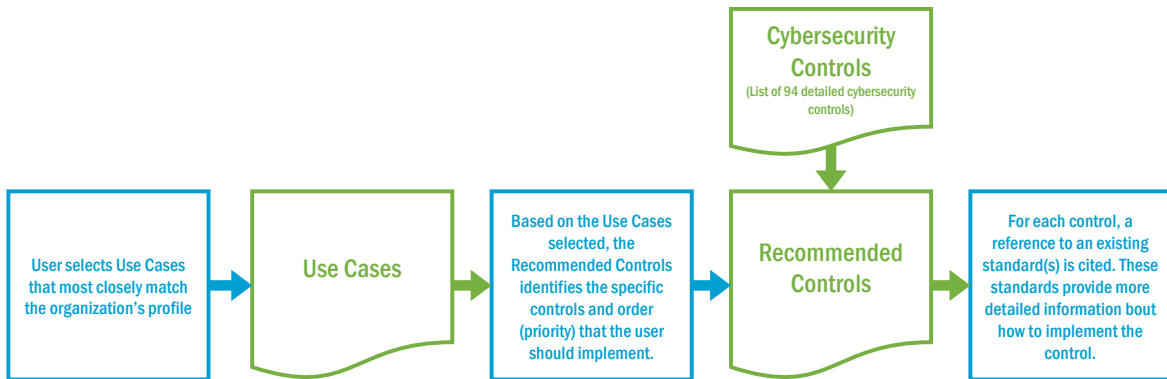 Cybersecurity
Controls
(List of 94 detailed cybersecurity
controls)
User selects Use Cases
that most closely match
the organization's profile
Use Cases
Based on the Use Cases
selected, the
Recommended Controls
identifies the specific
controls and order
(priority) that the user
should implement.
Recommended
Controls
For each control, a
reference to an existing
standard(s) is cited. These
standards provide more
detailed information bout
how to implement the
control.